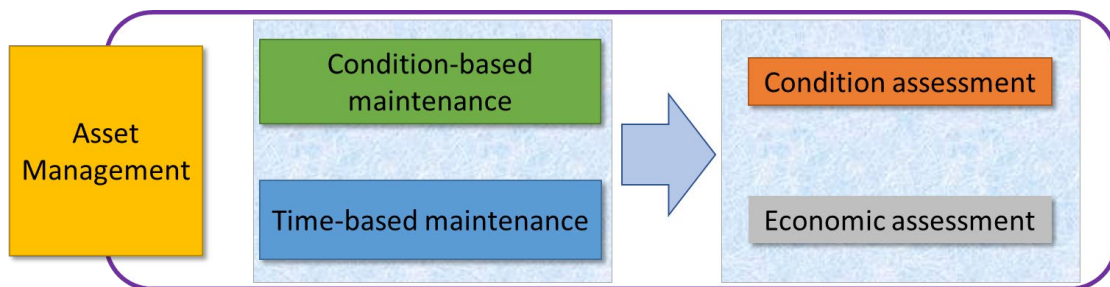 Asset
Management
Condition-based
maintenance
Time-based maintenance
Condition assessment
Economic assessment